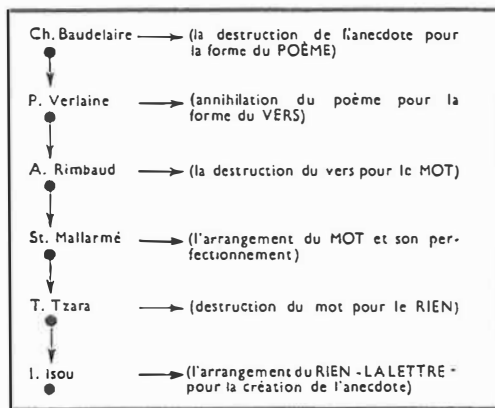 Ch. Baudelaire (la destruction de l'anecdote pour
la forme du POÈME)
P. Verlaine (annihilation du poème pour la
forme du VERS)
A. Rimbaud (la destruction du vers pour le MOT)
St. Mallarmé (l'arrangement du MOT et son per-
fectionnement)
T. Tzara (destruction du mot pour le RIEN)
I. Isou (l'arrangement du RIEN - LA LETTRE -
pour la création de l'anecdote)